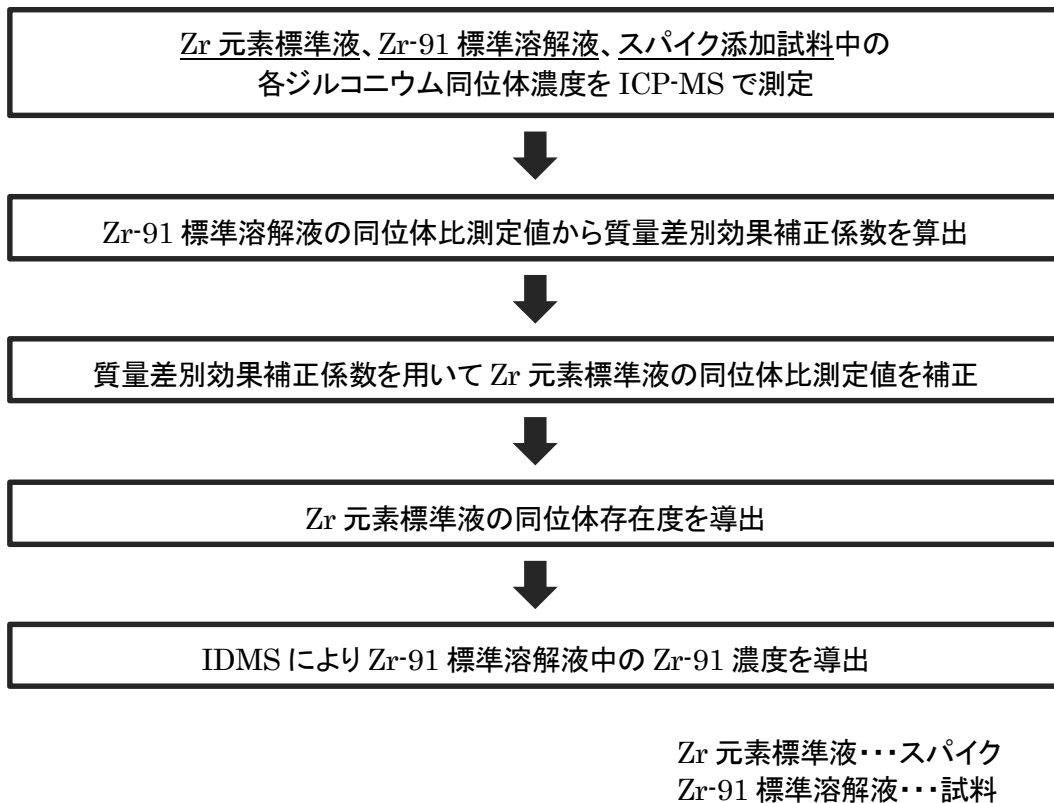 Zr 元素標準液、Zr-91 標準溶解液、スパイク添加試料中の
各ジルコニウム同位体濃度を ICP-MS で測定
Zr-91 標準溶解液の同位体比測定値から質量差別効果補正係数を算出
質量差別効果補正係数を用いて Zr 元素標準液の同位体比測定値を補正
Zr 元素標準液の同位体存在度を導出
IDMS により Zr-91 標準溶解液中の Zr-91 濃度を導出
Zr 元素標準液・・・スパイク
Zr-91 標準溶解液・・・試料